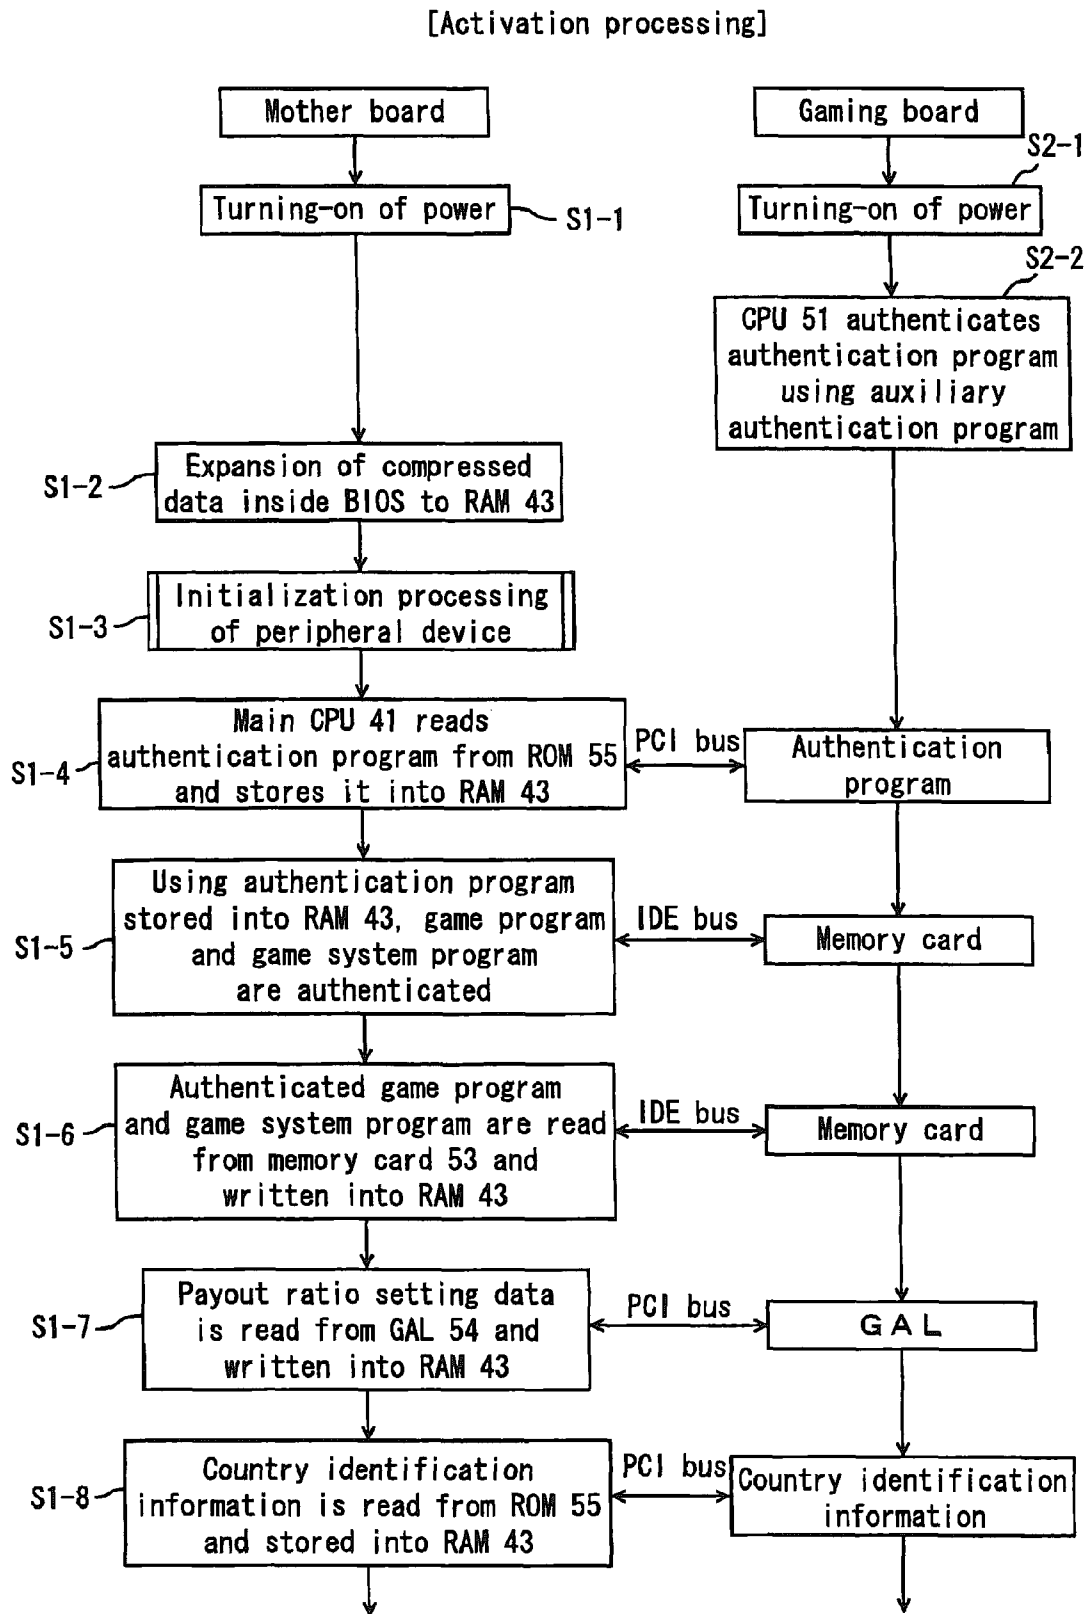 [Activation processing]
Mother board
Gaming board
S2-1
Turning-on of power
S1-1
Turning-on of power
S2-2
CPU 51 authenticates
authentication program
using auxiliary
authentication program
S1-2
Expansion of compressed
data inside BIOS to RAM 43
S1-3
Initialization processing
of peripheral device
S1-4
Main CPU 41 reads
authentication program from ROM 55
and stores it into RAM 43
PCI bus
Authentication
program
S1-5
Using authentication program
stored into RAM 43, game program
and game system program
are authenticated
IDE bus
Memory card
S1-6
Authenticated game program
and game system program are read
from memory card 53 and
written into RAM 43
IDE bus
Memory card
S1-7
Payout ratio setting data
is read from GAL 54 and
written into RAM 43
PCI bus
GAL
S1-8
Country identification
information is read from ROM 55
and stored into RAM 43
PCI bus
Country identification
information